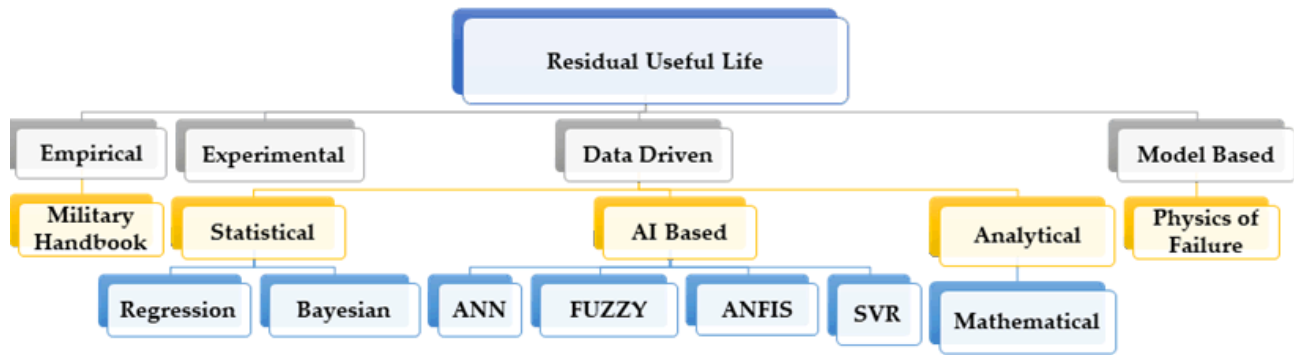 Residual Useful Life
Empirical
Experimental
Data Driven
Model Based
Military
Handbook
Statistical
AI Based
Analytical
Physics of
Failure
Regression
Bayesian
ANN
FUZZY
ANFIS
SVR
Mathematical